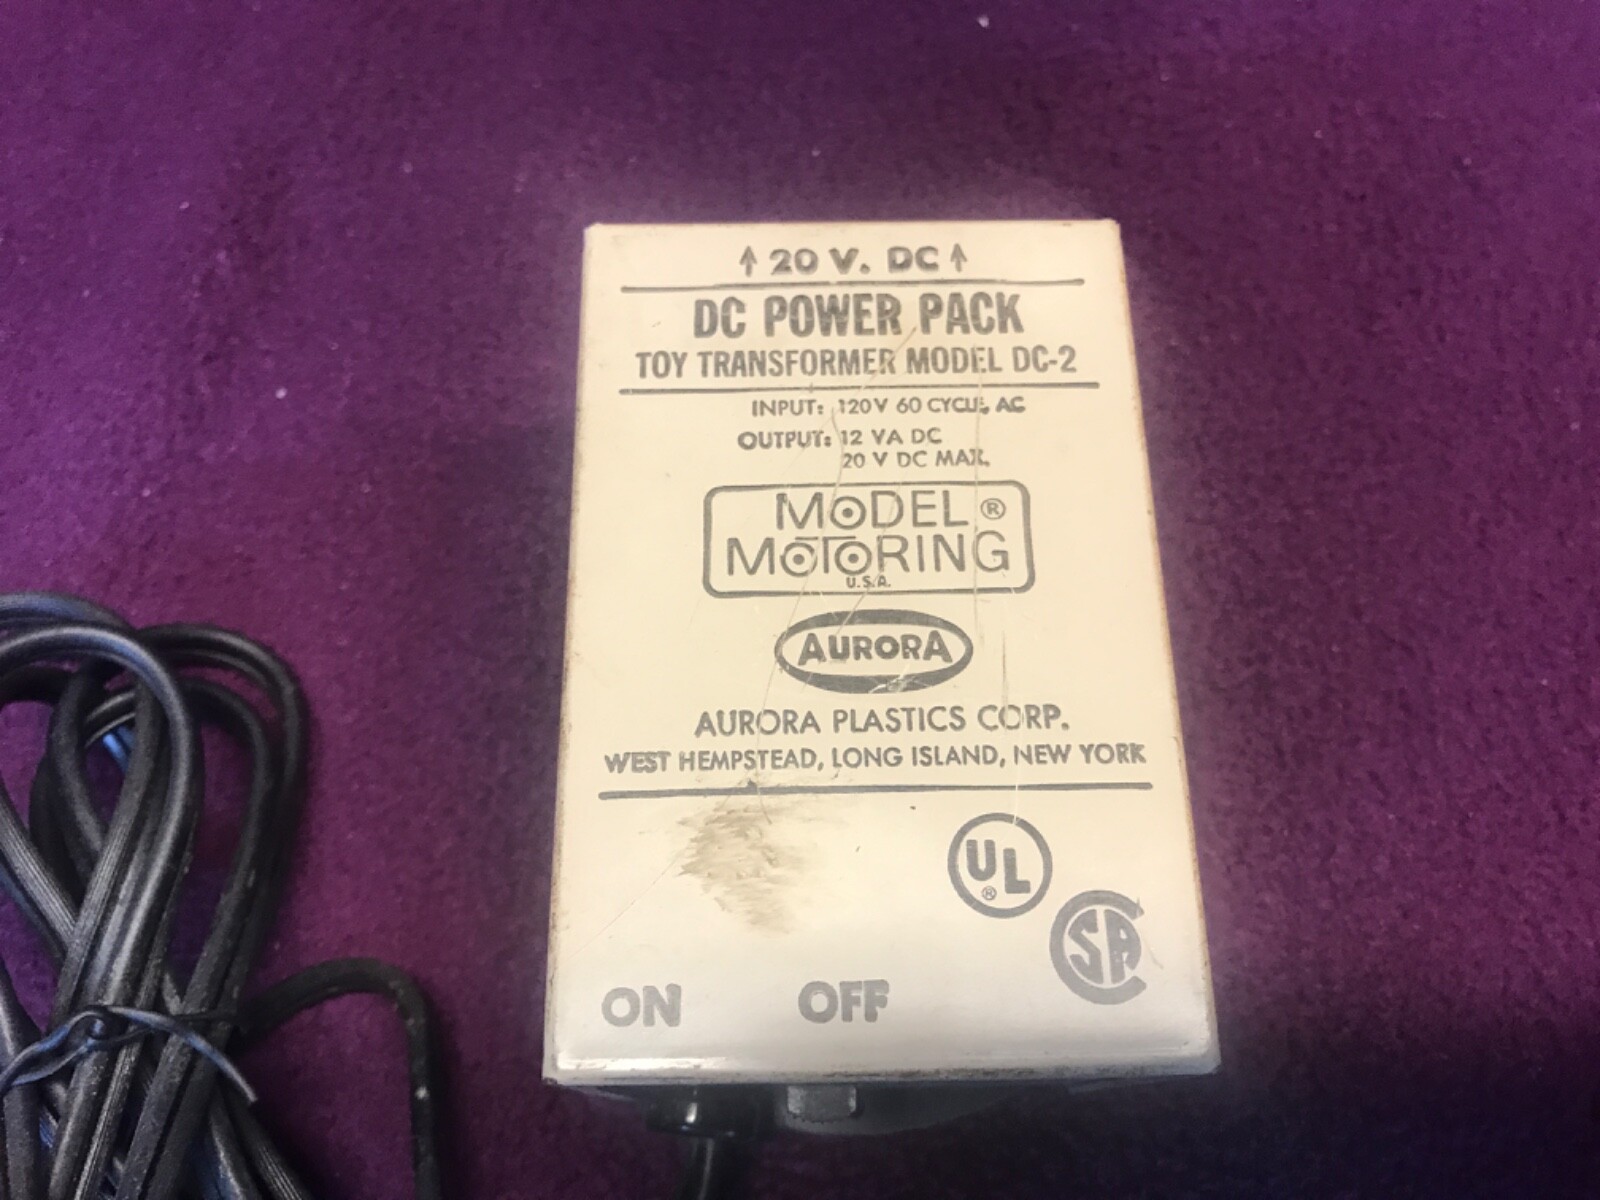 ↑ 20 V. DC ↑
DC POWER PACK
TOY TRANSFORMER MODEL DC-2
INPUT: 120V 60 CYCLE, AC
OUTPUT: 12 VA DC
20 V DC MAX.
MODEL ®
MOTORING
U.S.A.
AURORA
AURORA PLASTICS CORP.
WEST HEMPSTEAD, LONG ISLAND, NEW YORK
UL
®
CSA
ON OFF